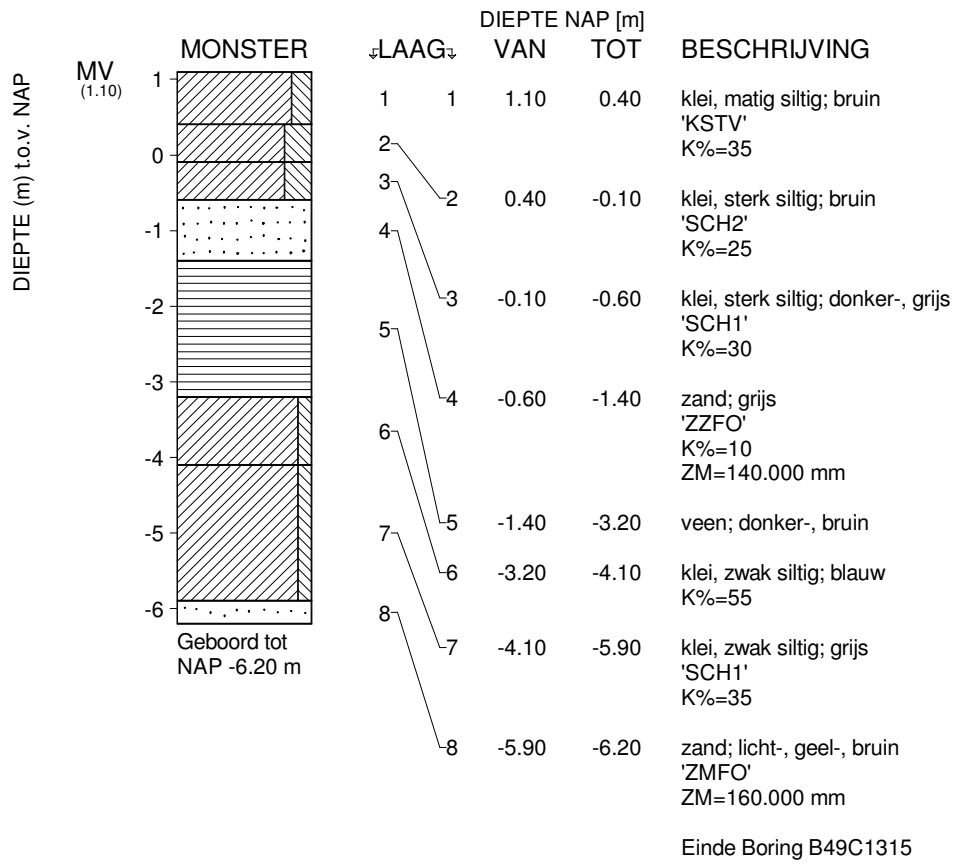 DIEPTE NAP [m]
MONSTER LAAG VAN TOT BESCHRIJVING
DIEPTE (m) t.o.v. NAP
MV
(1.10)
1
0
-1
-2
-3
-4
-5
-6
Geboord tot
NAP -6.20 m
1
2
3
4
5
6
7
8
1 1.10 0.40 klei, matig siltig; bruin
'KSTV'
K%=35
2 0.40 -0.10 klei, sterk siltig; bruin
'SCH2'
K%=25
3 -0.10 -0.60 klei, sterk siltig; donker-, grijs
'SCH1'
K%=30
4 -0.60 -1.40 zand; grijs
'ZZFO'
K%=10
ZM=140.000 mm
5 -1.40 -3.20 veen; donker-, bruin
6 -3.20 -4.10 klei, zwak siltig; blauw
K%=55
7 -4.10 -5.90 klei, zwak siltig; grijs
'SCH1'
K%=35
8 -5.90 -6.20 zand; licht-, geel-, bruin
'ZMFO'
ZM=160.000 mm
Einde Boring B49C1315